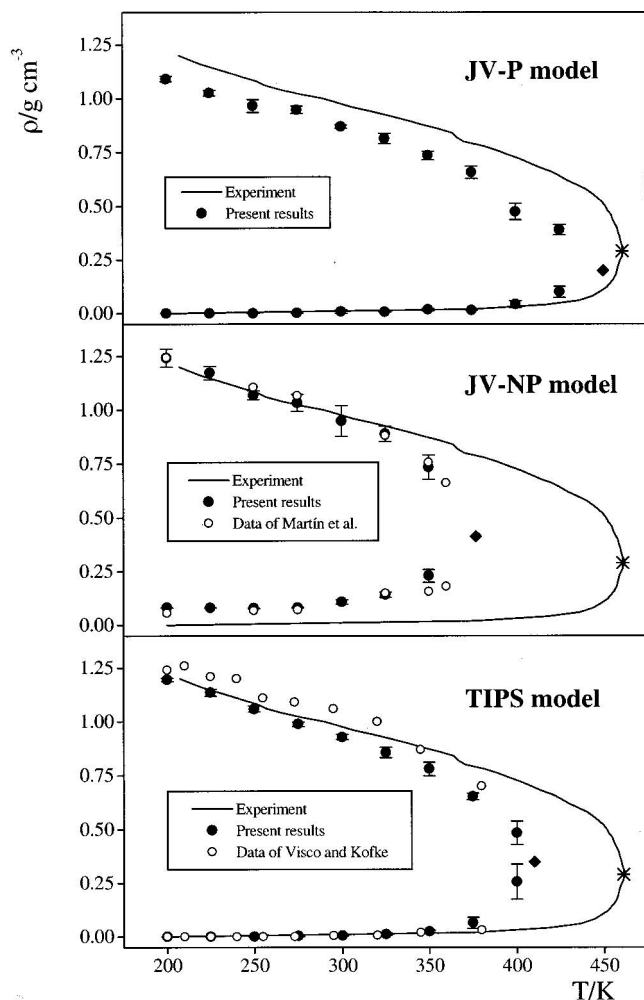 ρ/g cm-3
1.25
1.00
0.75
0.50
0.25
0.00
JV-P model
Experiment
Present results
1.25
1.00
0.75
0.50
0.25
0.00
JV-NP model
Experiment
Present results
Data of Martín et al.
1.25
1.00
0.75
0.50
0.25
0.00
TIPS model
Experiment
Present results
Data of Visco and Kofke
200 250 300 350 400 450
T/K